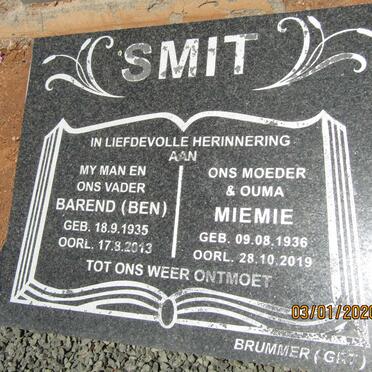 SMIT
IN LIEFDEVOLLE HERINNERING
AAN
MY MAN EN
ONS VADER
BAREND (BEN)
GEB. 18.9.1935
OORL. 17.8.2013
ONS MOEDER
& OUMA
MIEMIE
GEB. 09.08.1936
OORL. 28.10.2019
TOT ONS WEER ONTMOET
BRUMMER (GRT)
03/01/2020